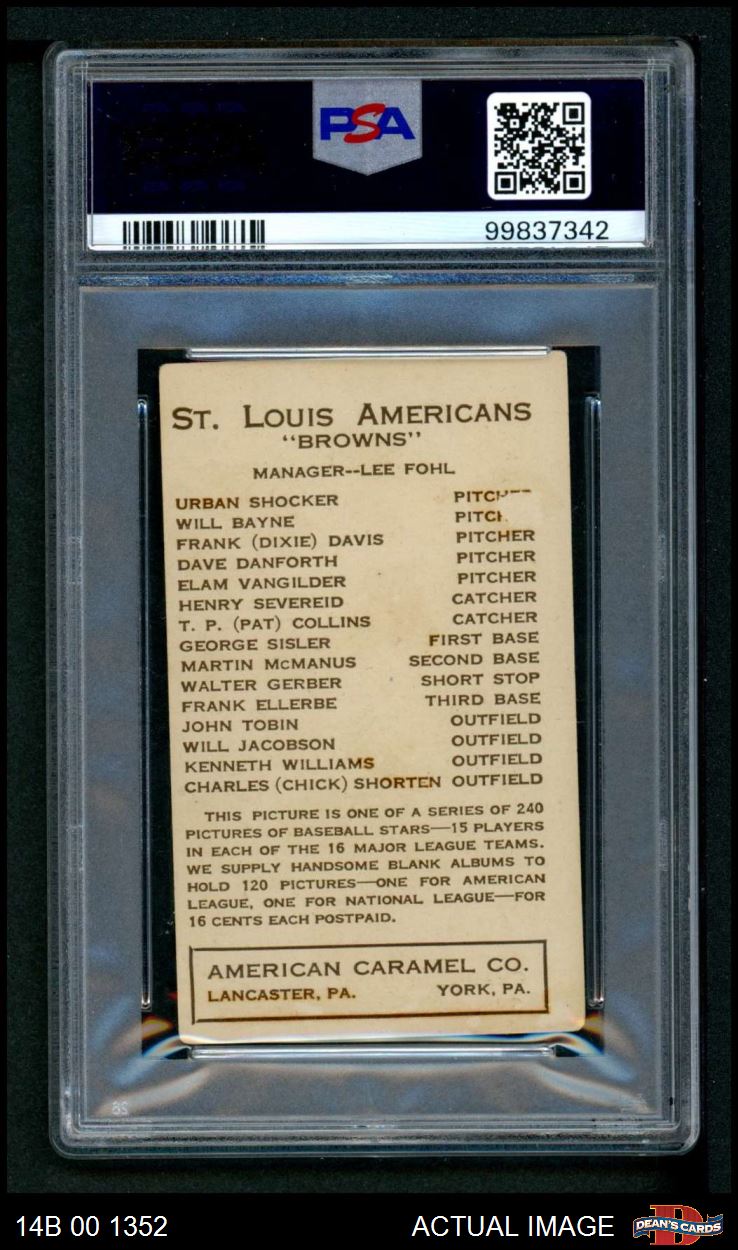 PSA
99837342
ST. LOUIS AMERICANS
"BROWNS"
MANAGER--LEE FOHL
URBAN SHOCKER
WILL BAYNE
FRANK (DIXIE) DAVIS PITCHER
DAVE DANFORTH PITCHER
ELAM VANGILDER PITCHER
HENRY SEVEREID CATCHER
T. P. (PAT) COLLINS CATCHER
GEORGE SISLER FIRST BASE
MARTIN McMANUS SECOND BASE
WALTER GERBER SHORT STOP
FRANK ELLERBE THIRD BASE
JOHN TOBIN OUTFIELD
WILL JACOBSON OUTFIELD
KENNETH WILLIAMS OUTFIELD
CHARLES (CHICK) SHORTEN OUTFIELD
THIS PICTURE IS ONE OF A SERIES OF 240
PICTURES OF BASEBALL STARS—15 PLAYERS
IN EACH OF THE 16 MAJOR LEAGUE TEAMS.
WE SUPPLY HANDSOME BLANK ALBUMS TO
HOLD 120 PICTURES—ONE FOR AMERICAN
LEAGUE, ONE FOR NATIONAL LEAGUE—FOR
16 CENTS EACH POSTPAID.
AMERICAN CARAMEL CO.
LANCASTER, PA. YORK, PA.
14B 00 1352 ACTUAL IMAGE DEAN'S CARDS